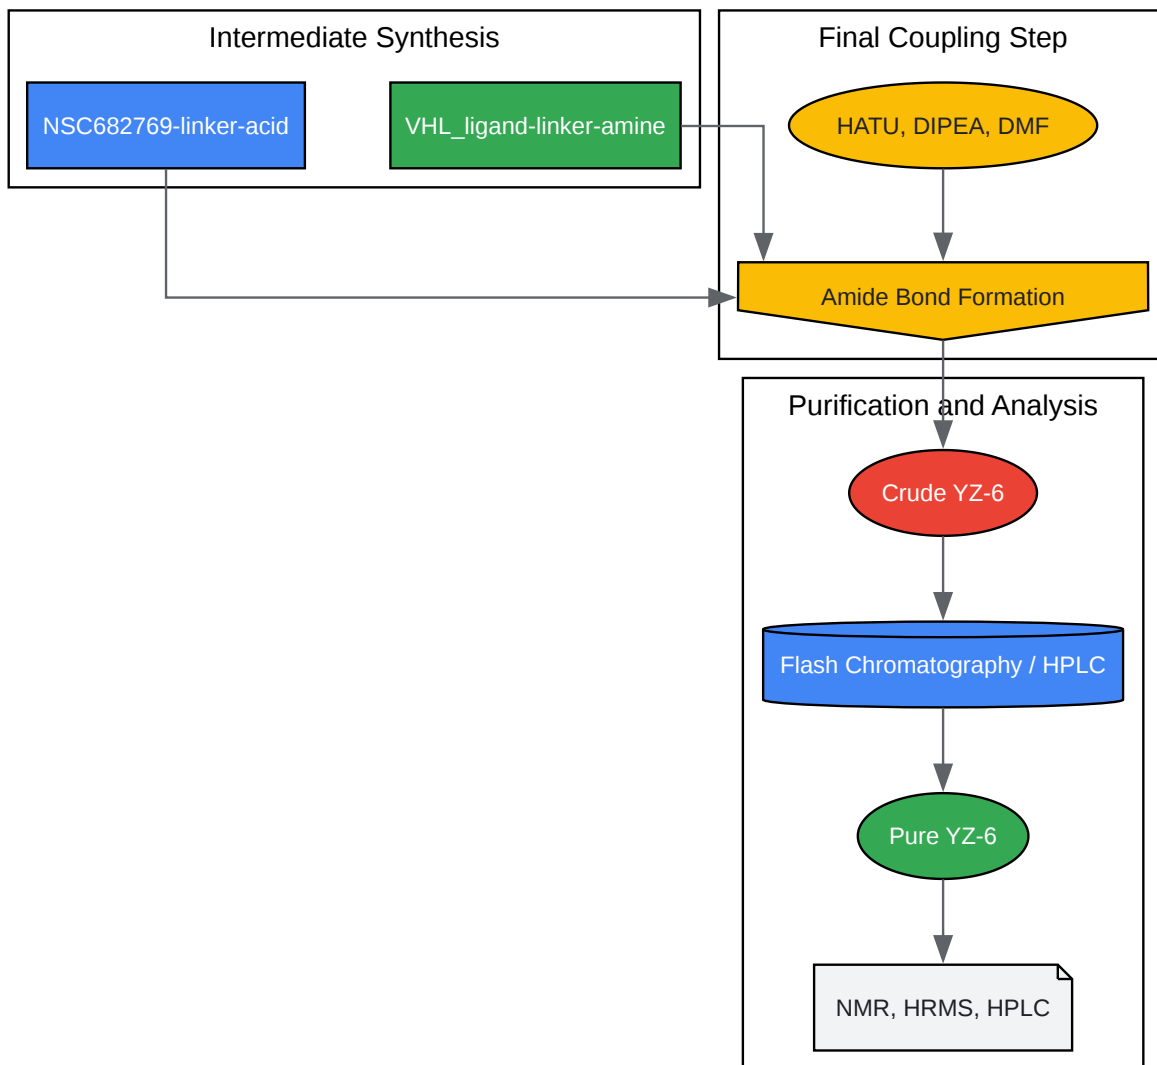 Intermediate Synthesis
NSC682769-linker-acid
VHL_ligand-linker-amine
Final Coupling Step
HATU, DIPEA, DMF
Amide Bond Formation
Purification and Analysis
Crude YZ-6
Flash Chromatography / HPLC
Pure YZ-6
NMR, HRMS, HPLC